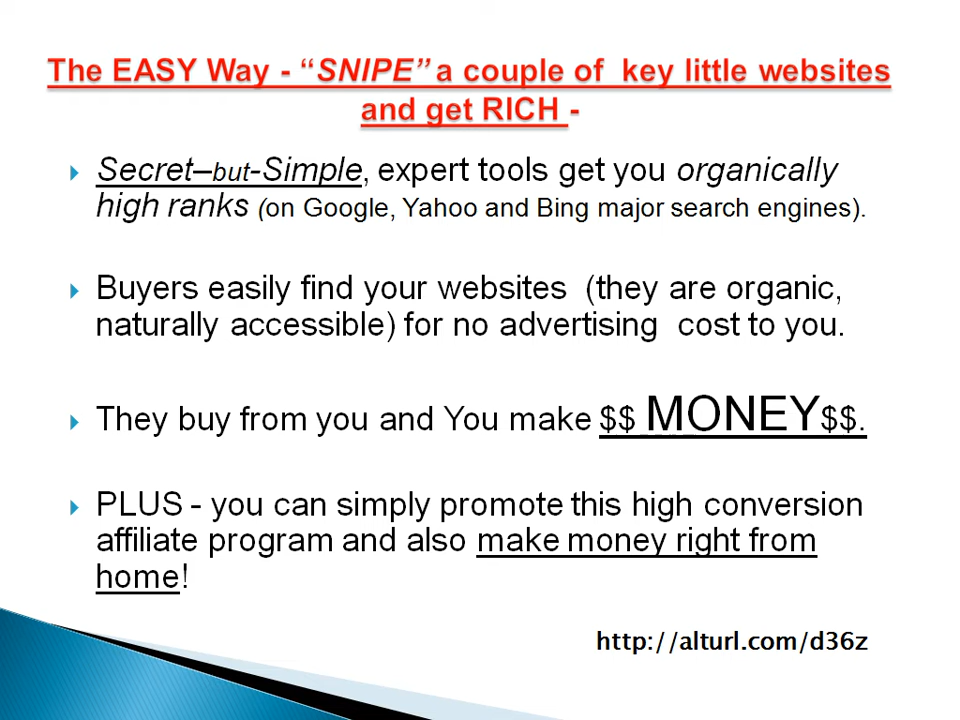 The EASY Way - “SNIPE” a couple of  key little websites
and get RICH -
Secret–but-Simple, expert tools get you organically
high ranks (on Google, Yahoo and Bing major search engines).
Buyers easily find your websites  (they are organic,
naturally accessible) for no advertising  cost to you.
They buy from you and You make $$ MONEY$$.
PLUS - you can simply promote this high conversion
affiliate program and also make money right from
home!
http://alturl.com/d36z